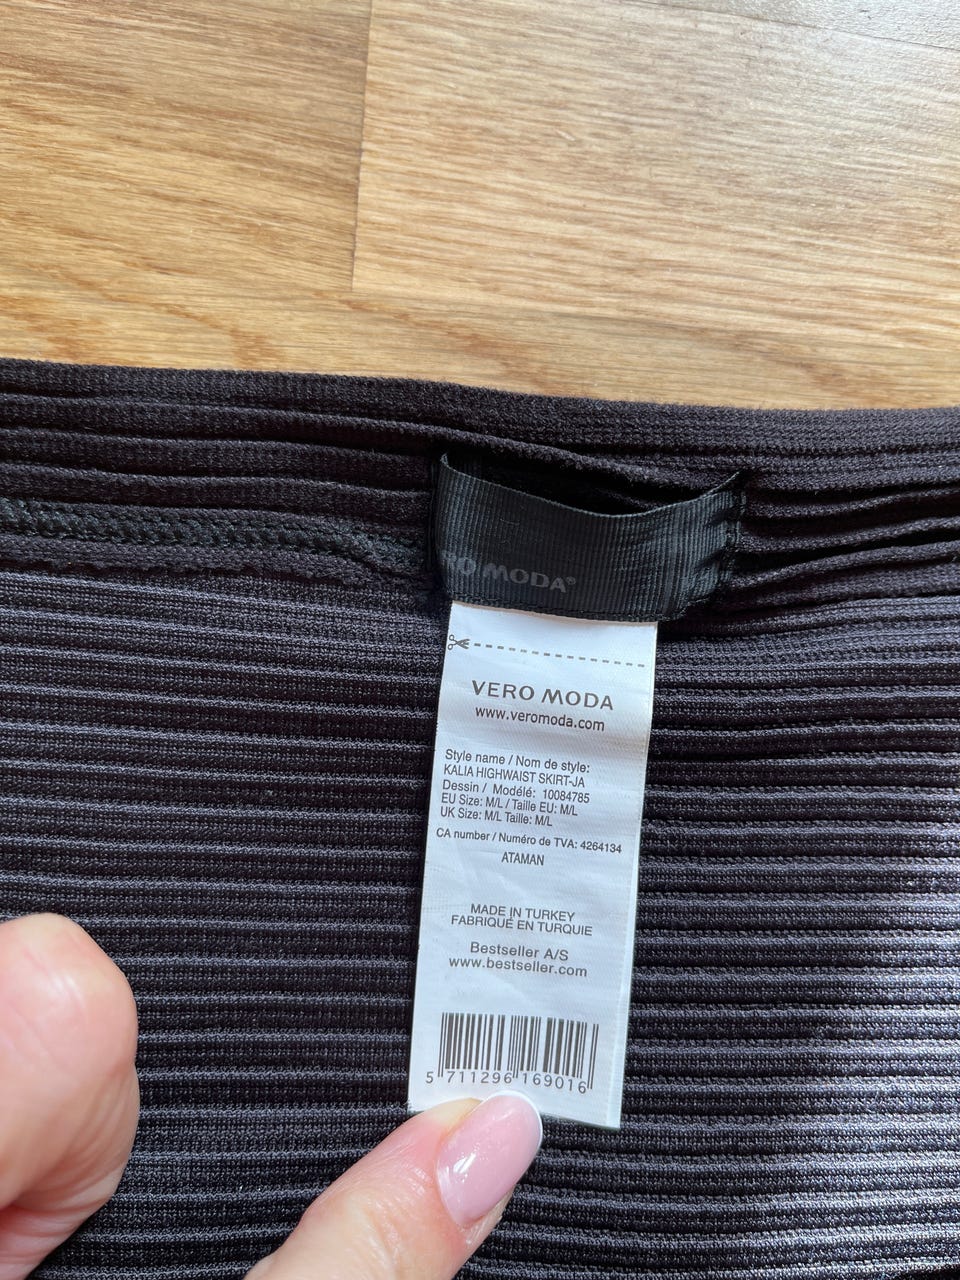 MODA®
VERO MODA
www.veromoda.com
Style name / Nom de style:
KALIA HIGHWAIST SKIRT-JA
Dessin / Modélé: 10084785
EU Size: M/L / Taille EU: M/L
UK Size: M/L Taille: M/L
CA number / Numéro de TVA: 4264134
ATAMAN
MADE IN TURKEY
FABRIQUÉ EN TURQUIE
Bestseller A/S
www.bestseller.com
5 711296 169016